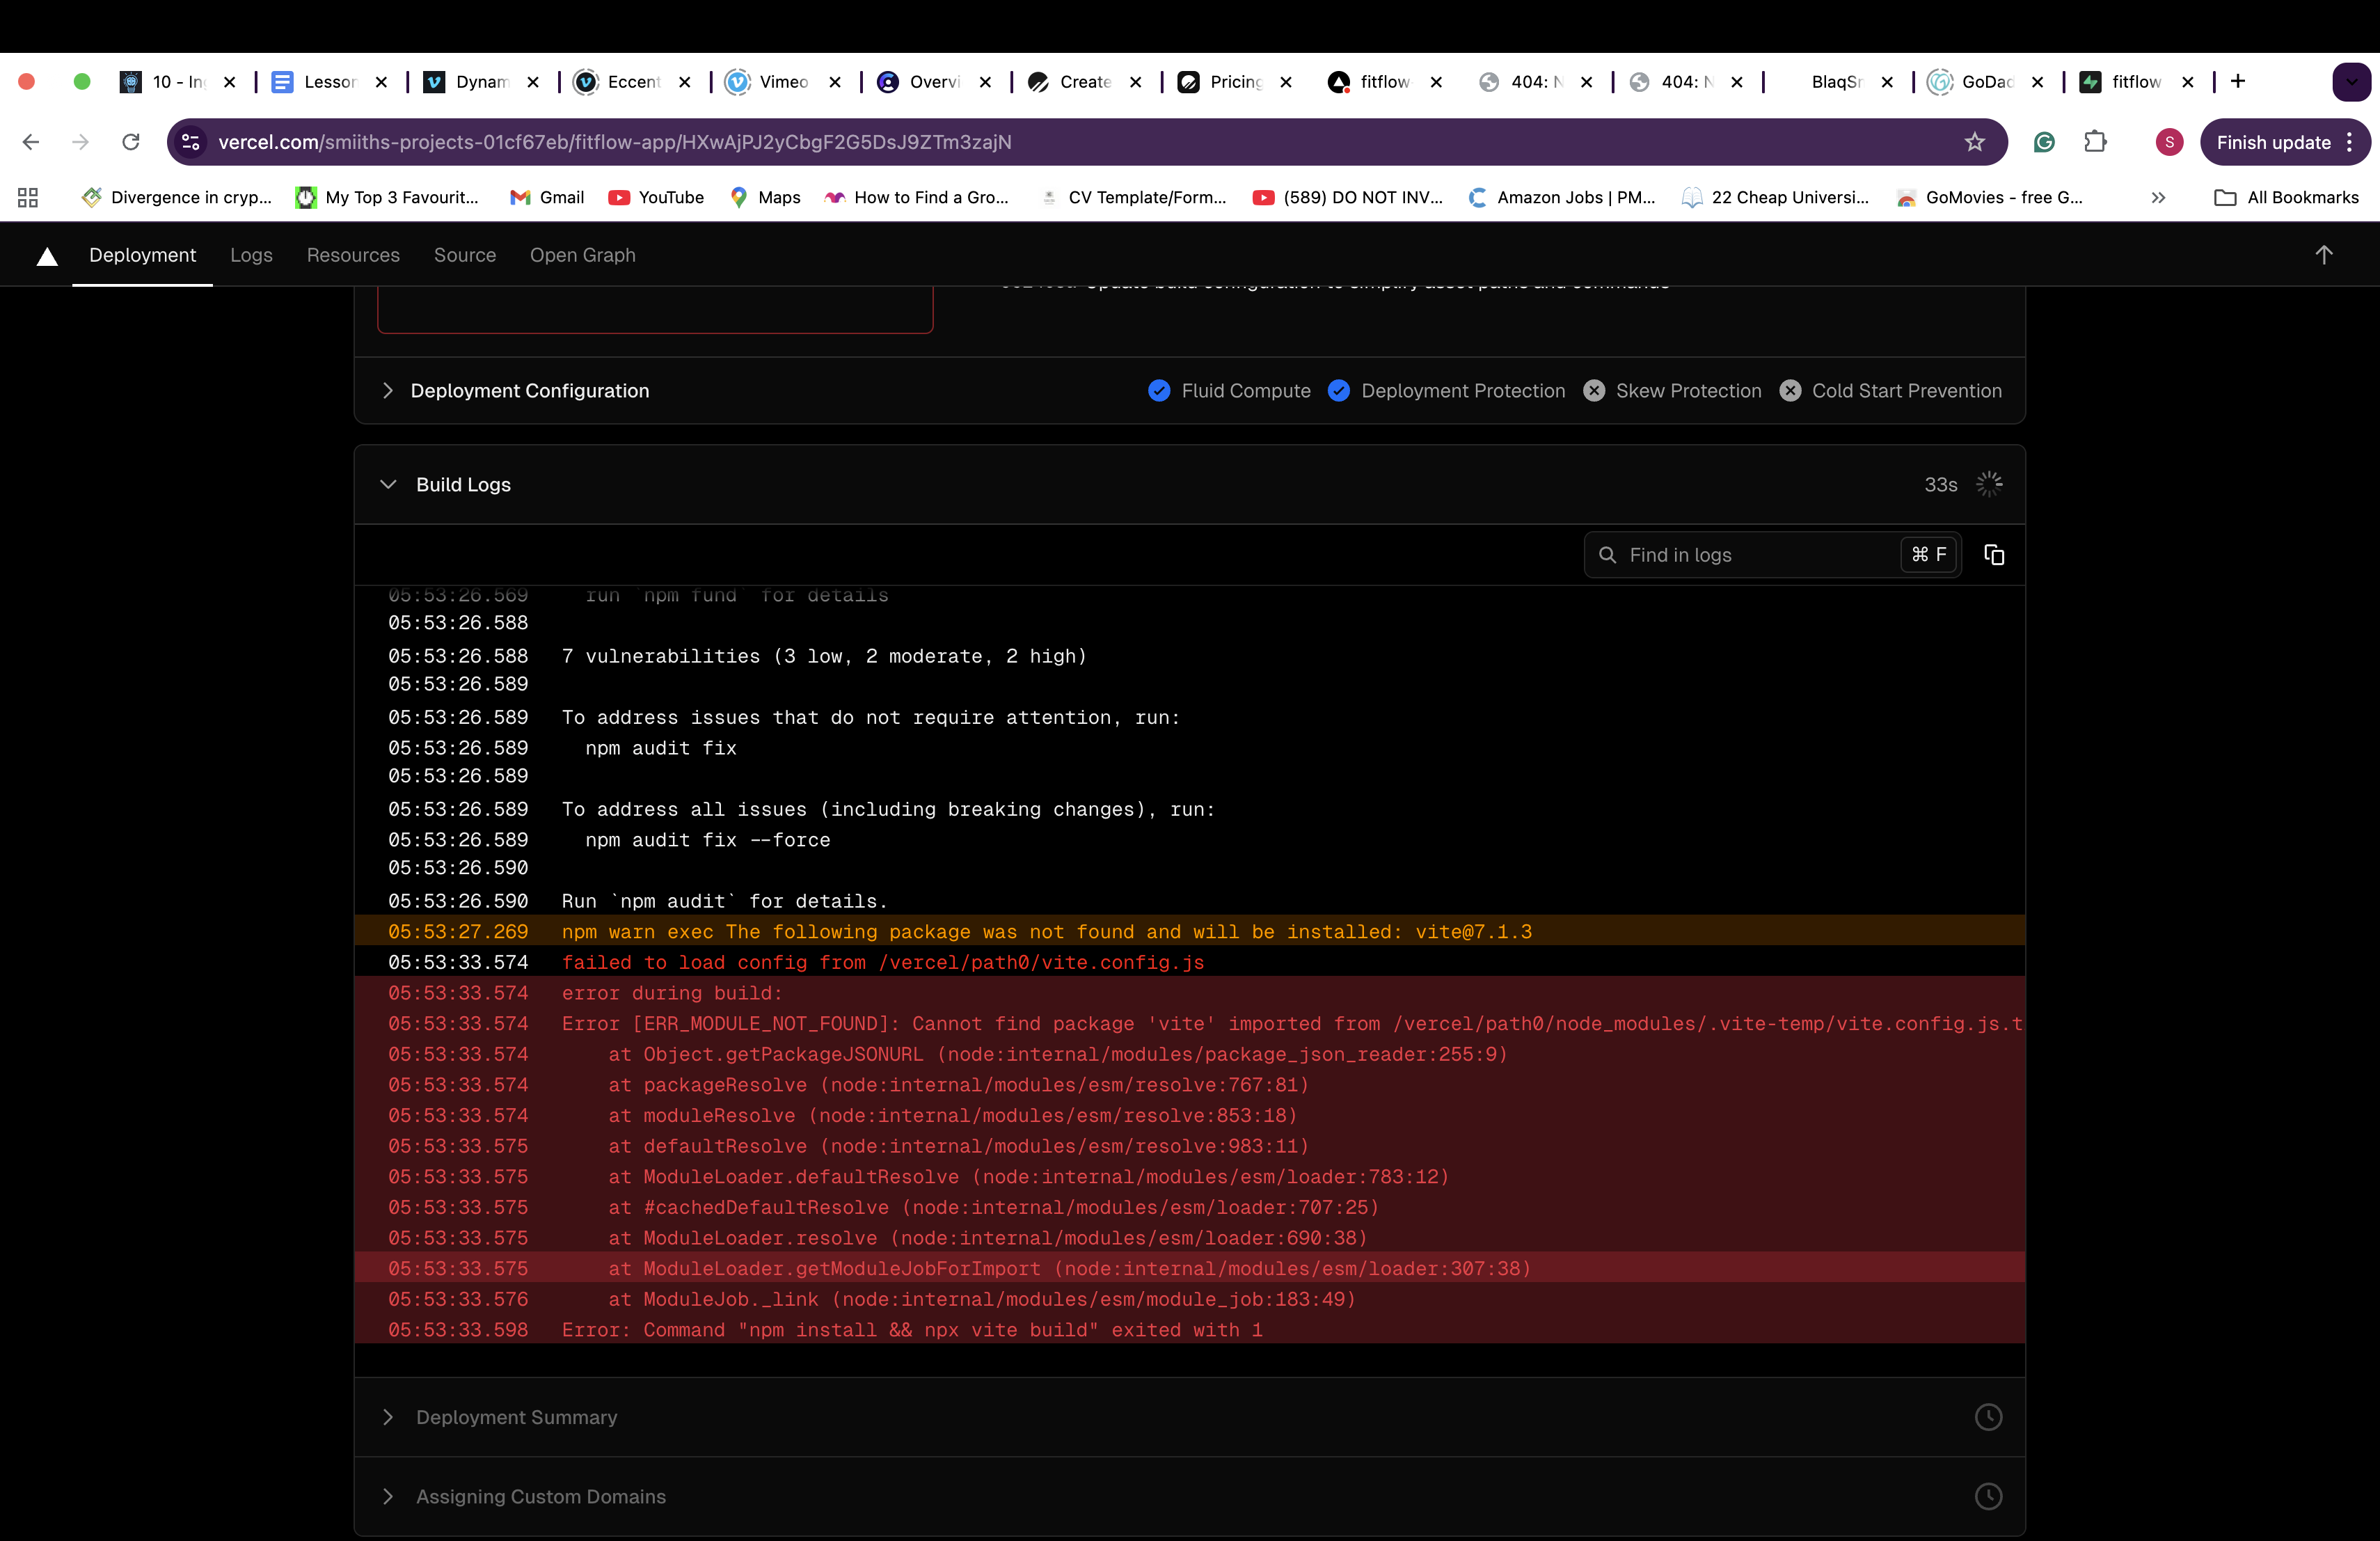 10 - In
Lesson
Dynam
Eccent
Vimeo
Overvi
Create
Pricing
fitflow
404: N
404: N
BlaqSr
GoDad
fitflow
vercel.com/smiiths-projects-01cf67eb/fitflow-app/HXwAjPJ2yCbgF2G5DsJ9ZTm3zajN
S
Finish update
Divergence in cryp...
My Top 3 Favourit...
Gmail
YouTube
Maps
How to Find a Gro...
CV Template/Form...
(589) DO NOT INV...
Amazon Jobs | PM...
22 Cheap Universi...
GoMovies - free G...
All Bookmarks
Deployment Logs Resources Source Open Graph
Update build configuration to simplify asset paths and commands
Deployment Configuration
Fluid Compute Deployment Protection Skew Protection Cold Start Prevention
Build Logs 33s
Find in logs ⌘ F
05:53:26.569 run `npm fund` for details
05:53:26.588
05:53:26.588 7 vulnerabilities (3 low, 2 moderate, 2 high)
05:53:26.589
05:53:26.589 To address issues that do not require attention, run:
05:53:26.589 npm audit fix
05:53:26.589
05:53:26.589 To address all issues (including breaking changes), run:
05:53:26.589 npm audit fix --force
05:53:26.590
05:53:26.590 Run `npm audit` for details.
05:53:27.269 npm warn exec The following package was not found and will be installed: vite@7.1.3
05:53:33.574 failed to load config from /vercel/path0/vite.config.js
05:53:33.574 error during build:
05:53:33.574 Error [ERR_MODULE_NOT_FOUND]: Cannot find package 'vite' imported from /vercel/path0/node_modules/.vite-temp/vite.config.js.t
05:53:33.574 at Object.getPackageJSONURL (node:internal/modules/package_json_reader:255:9)
05:53:33.574 at packageResolve (node:internal/modules/esm/resolve:767:81)
05:53:33.574 at moduleResolve (node:internal/modules/esm/resolve:853:18)
05:53:33.575 at defaultResolve (node:internal/modules/esm/resolve:983:11)
05:53:33.575 at ModuleLoader.defaultResolve (node:internal/modules/esm/loader:783:12)
05:53:33.575 at #cachedDefaultResolve (node:internal/modules/esm/loader:707:25)
05:53:33.575 at ModuleLoader.resolve (node:internal/modules/esm/loader:690:38)
05:53:33.575 at ModuleLoader.getModuleJobForImport (node:internal/modules/esm/loader:307:38)
05:53:33.576 at ModuleJob._link (node:internal/modules/esm/module_job:183:49)
05:53:33.598 Error: Command "npm install && npx vite build" exited with 1
Deployment Summary
Assigning Custom Domains